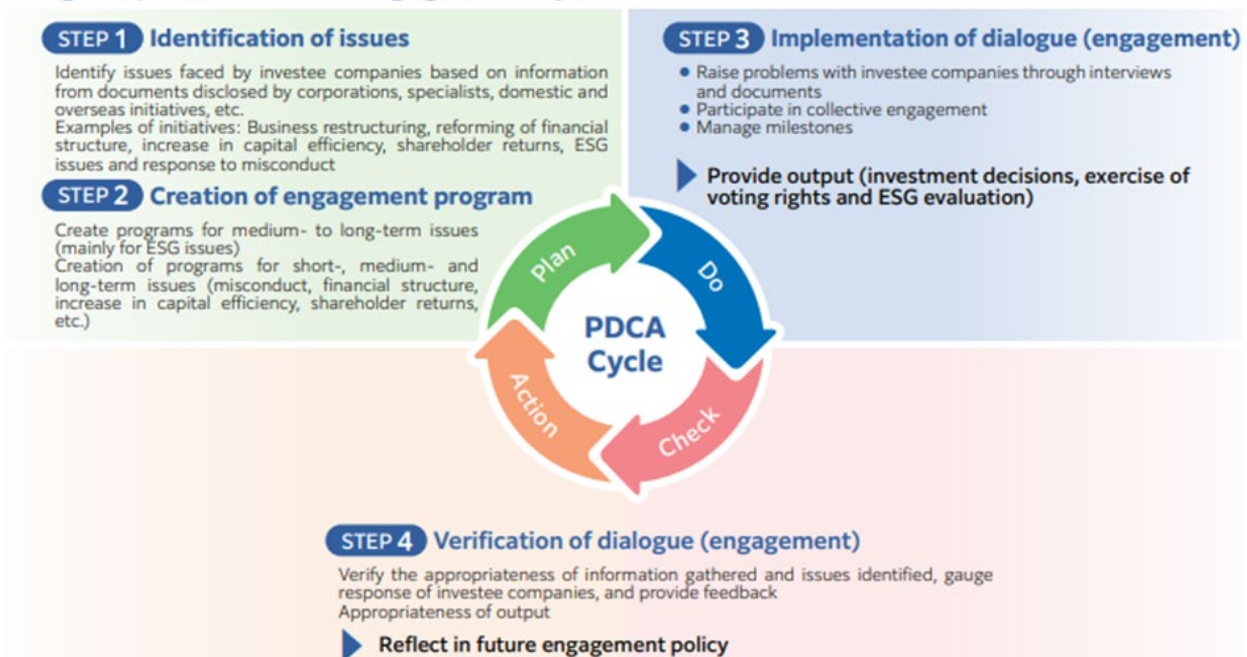 STEP 1 Identification of issues
Identify issues faced by investee companies based on information
from documents disclosed by corporations, specialists, domestic and
overseas initiatives, etc.
Examples of initiatives: Business restructuring, reforming of financial
structure, increase in capital efficiency, shareholder returns, ESG
issues and response to misconduct
STEP 2 Creation of engagement program
Create programs for medium- to long-term issues
(mainly for ESG issues)
Creation of programs for short-, medium- and
long-term issues (misconduct, financial structure,
increase in capital efficiency, shareholder returns,
etc.)
STEP 3 Implementation of dialogue (engagement)
• Raise problems with investee companies through interviews
and documents
• Participate in collective engagement
• Manage milestones
Provide output (investment decisions, exercise of
voting rights and ESG evaluation)
Plan
Do
PDCA
Cycle
Action
Check
STEP 4 Verification of dialogue (engagement)
Verify the appropriateness of information gathered and issues identified, gauge
response of investee companies, and provide feedback
Appropriateness of output
Reflect in future engagement policy